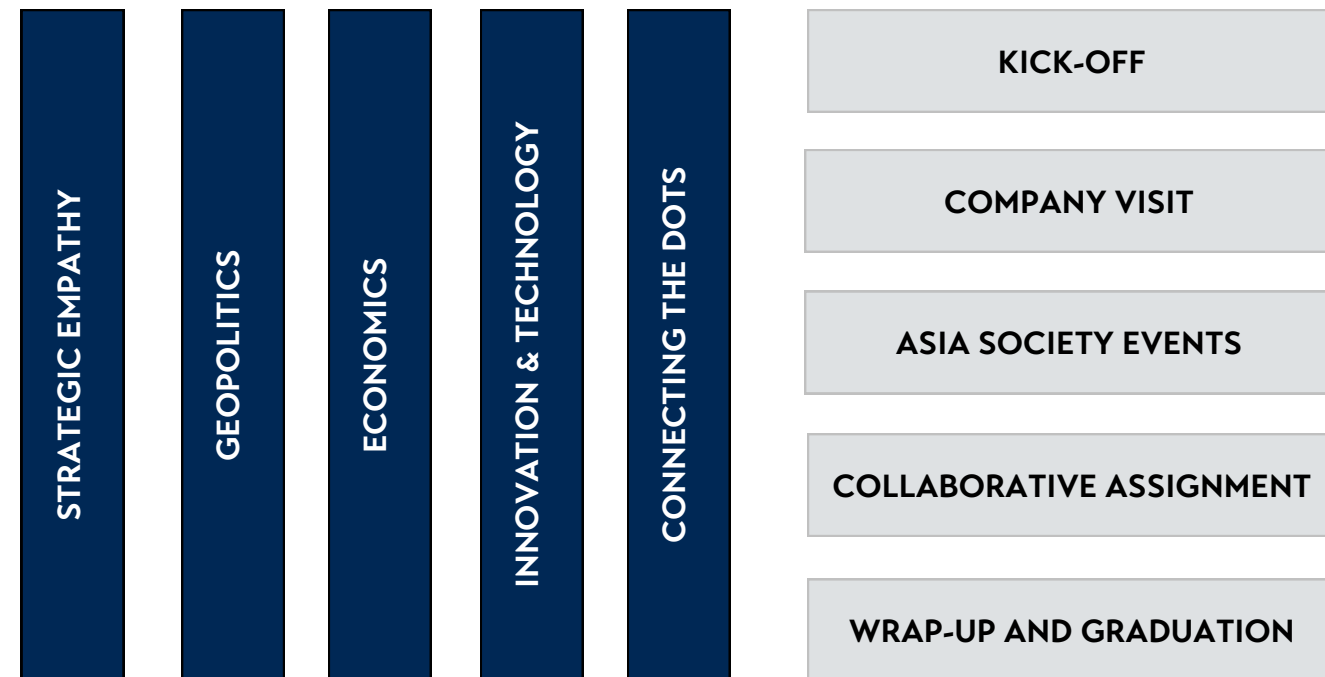 STRATEGIC EMPATHY
GEOPOLITICS
ECONOMICS
INNOVATION & TECHNOLOGY
CONNECTING THE DOTS
KICK-OFF
COMPANY VISIT
ASIA SOCIETY EVENTS
COLLABORATIVE ASSIGNMENT
WRAP-UP AND GRADUATION